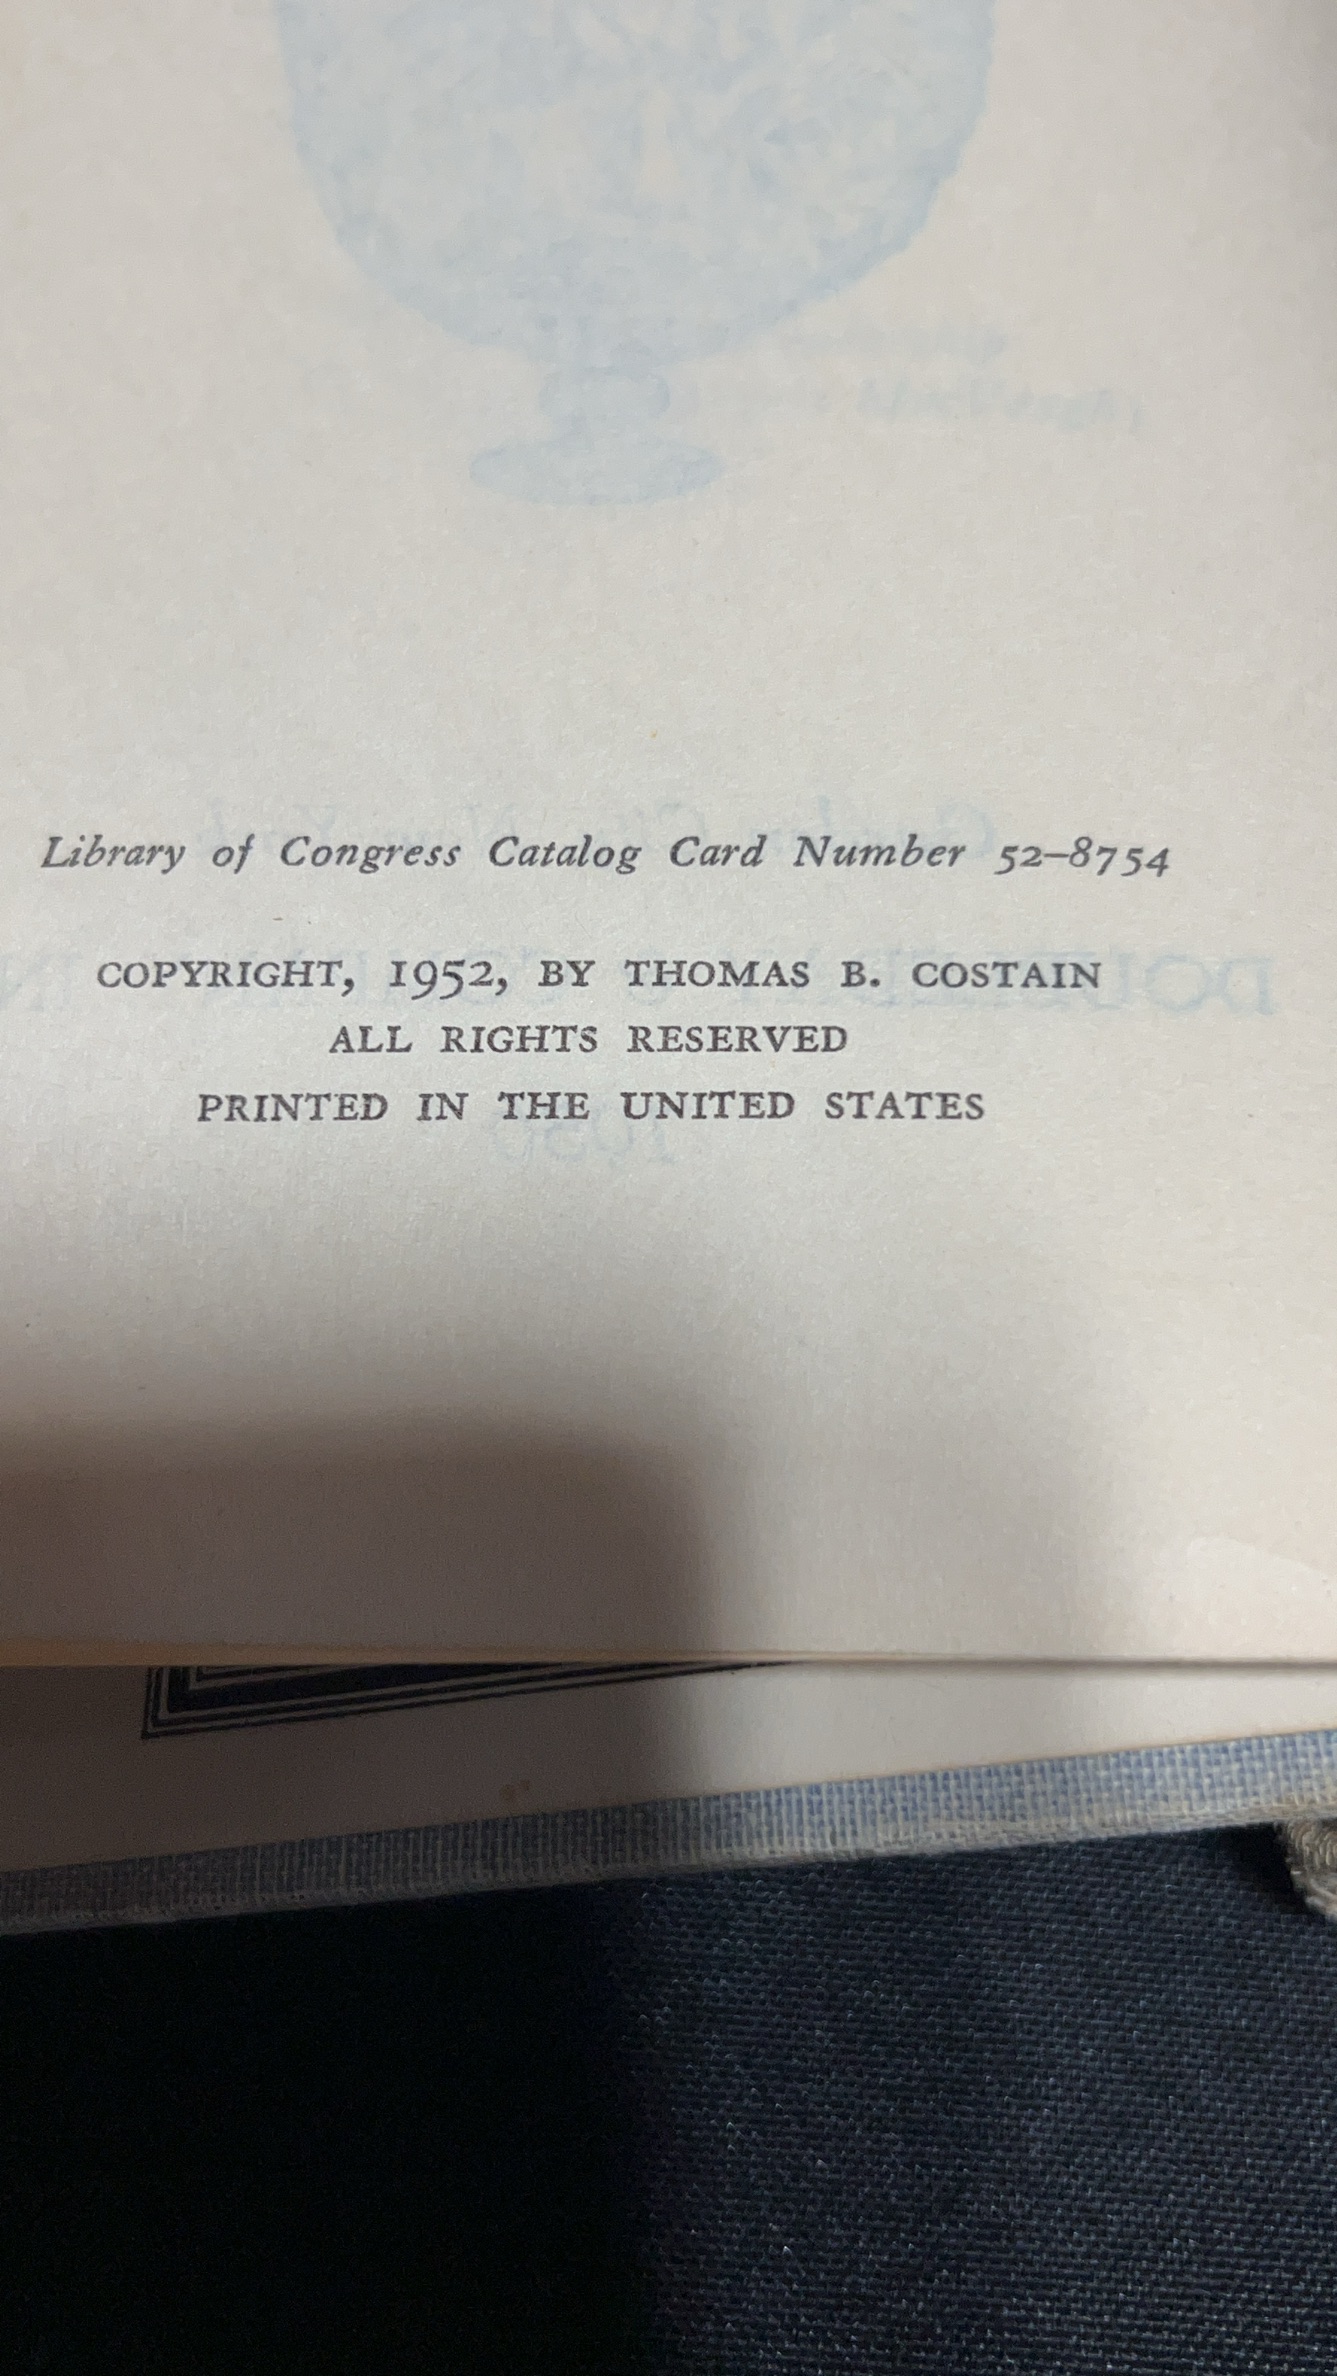 Library of Congress Catalog Card Number 52–8754
COPYRIGHT, 1952, BY THOMAS B. COSTAIN
ALL RIGHTS RESERVED
PRINTED IN THE UNITED STATES